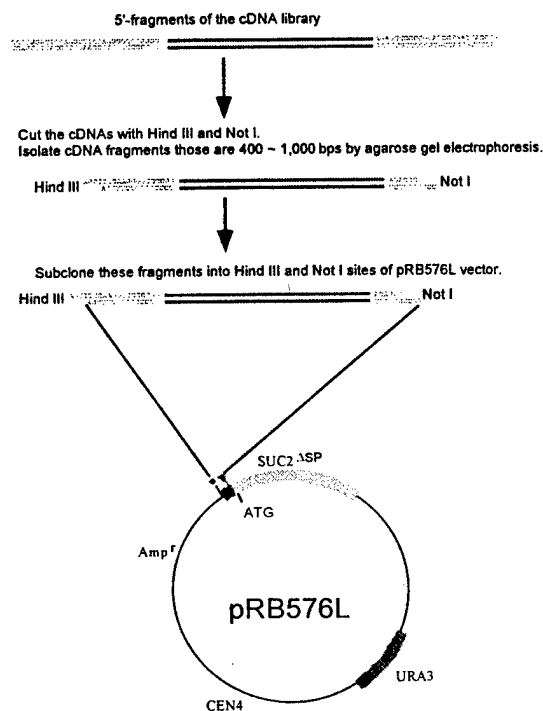 5'-fragments of the cDNA library
Cut the cDNAs with Hind III and Not I.
Isolate cDNA fragments those are 400 ~ 1,000 bps by agarose gel electrophoresis.
Hind III
Not I
Subclone these fragments into Hind III and Not I sites of pRB576L vector.
Hind III
Not I
SUC2 ΔSP
ATG
Amp r
pRB576L
URA3
CEN4